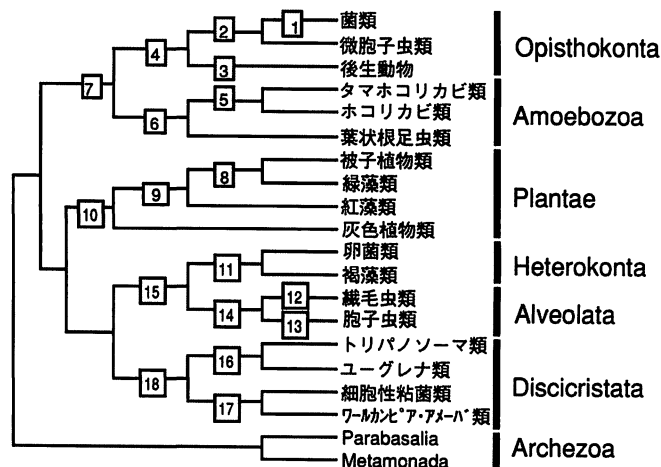 1
菌類
2
微胞子虫類
Opisthokonta
4
3
後生動物
7
タマホコリカビ類
5
ホコリカビ類
Amoebozoa
6
葉状根足虫類
被子植物類
8
緑藻類
9
紅藻類
Plantae
10
灰色植物類
卵菌類
11
褐藻類
Heterokonta
15
12
繊毛虫類
14
13
胞子虫類
Alveolata
トリパノソーマ類
16
ユーグレナ類
18
細胞性粘菌類
Discicristata
17
ワールカンピア・アメーバ類
Parabasalia
Archezoa
Metamonada